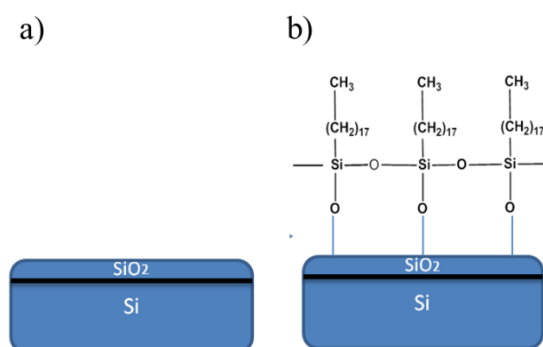 a)
SiO2
Si
b)
CH3 CH3 CH3
(CH2)17 (CH2)17 (CH2)17
Si O Si O Si
O O O
SiO2
Si